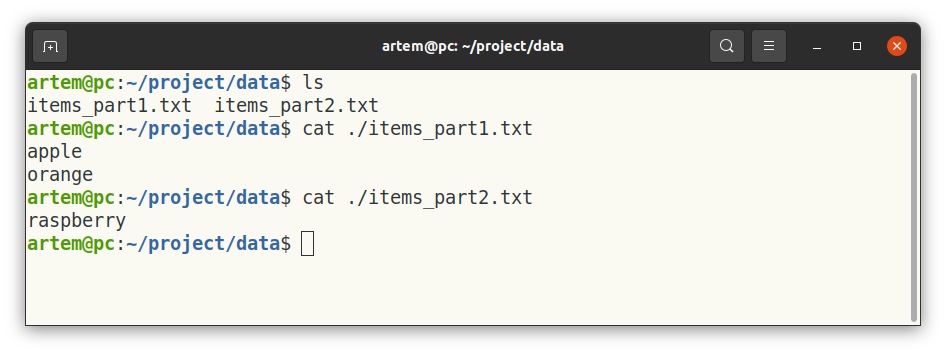 artem@pc: ~/project/data
artem@pc:~/project/data$ ls
items_part1.txt  items_part2.txt
artem@pc:~/project/data$ cat ./items_part1.txt
apple
orange
artem@pc:~/project/data$ cat ./items_part2.txt
raspberry
artem@pc:~/project/data$